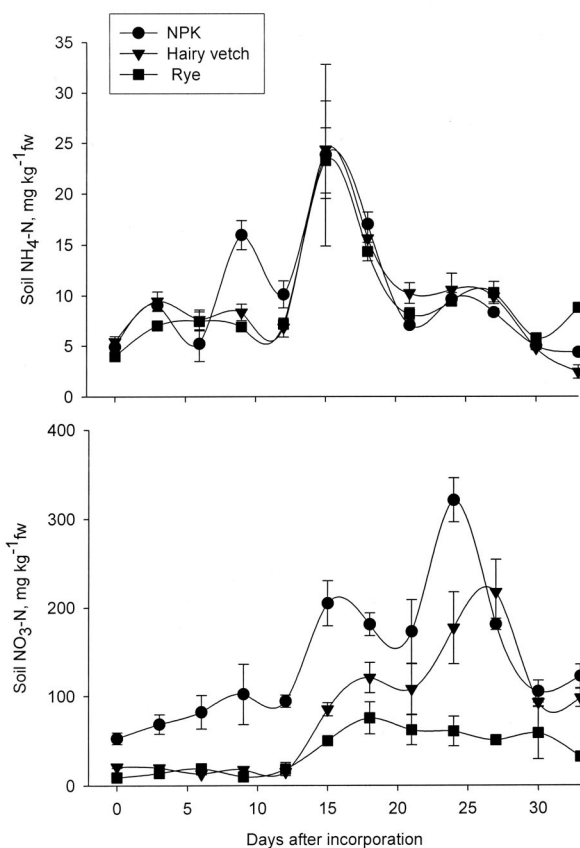 NPK
Hairy vetch
Rye
35
30
25
20
15
10
5
0
Soil NH4-N, mg kg-1fw
400
300
200
100
0
Soil NO3-N, mg kg-1fw
0 5 10 15 20 25 30
Days after incorporation